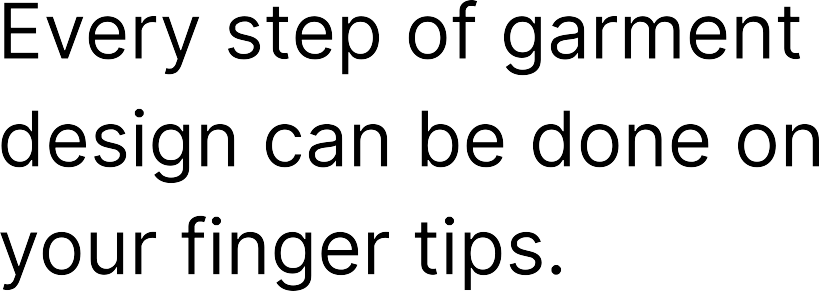 Every step of garment
design can be done on
your finger tips.